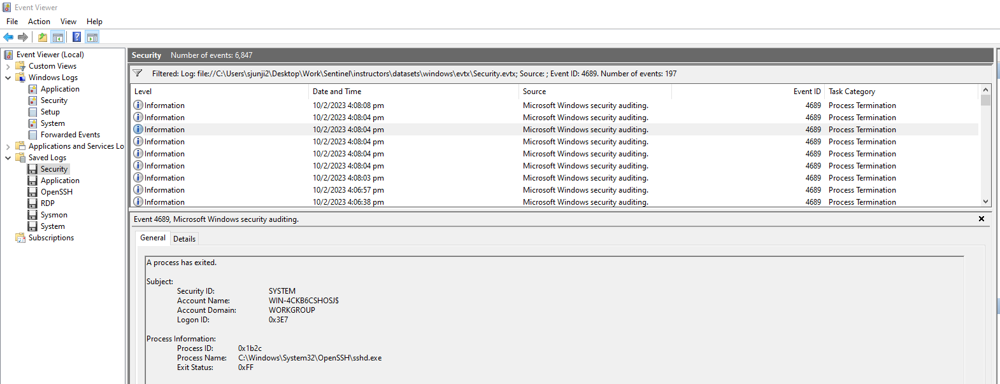 Event Viewer
File Action View Help
Event Viewer (Local)
Custom Views
Windows Logs
Application
Security
Setup
System
Forwarded Events
Applications and Services Lo
Saved Logs
Security
Application
OpenSSH
RDP
Sysmon
System
Subscriptions
Security Number of events: 6,847
Filtered: Log: file://C:\Users\sjunji2\Desktop\Work\Sentinel\instructors\datasets\windows\evtx\Security.evtx; Source: ; Event ID: 4689. Number of events: 197
Level Date and Time Source Event ID Task Category
Information 10/2/2023 4:08:08 pm Microsoft Windows security auditing. 4689 Process Termination
Information 10/2/2023 4:08:04 pm Microsoft Windows security auditing. 4689 Process Termination
Information 10/2/2023 4:08:04 pm Microsoft Windows security auditing. 4689 Process Termination
Information 10/2/2023 4:08:04 pm Microsoft Windows security auditing. 4689 Process Termination
Information 10/2/2023 4:08:04 pm Microsoft Windows security auditing. 4689 Process Termination
Information 10/2/2023 4:08:04 pm Microsoft Windows security auditing. 4689 Process Termination
Information 10/2/2023 4:08:03 pm Microsoft Windows security auditing. 4689 Process Termination
Information 10/2/2023 4:06:57 pm Microsoft Windows security auditing. 4689 Process Termination
Information 10/2/2023 4:06:38 pm Microsoft Windows security auditing. 4689 Process Termination
Event 4689, Microsoft Windows security auditing.
General Details
A process has exited.
Subject:
Security ID: SYSTEM
Account Name: WIN-4CKB6CSHOSJ$
Account Domain: WORKGROUP
Logon ID: 0x3E7
Process Information:
Process ID: 0x1b2c
Process Name: C:\Windows\System32\OpenSSH\sshd.exe
Exit Status: 0xFF